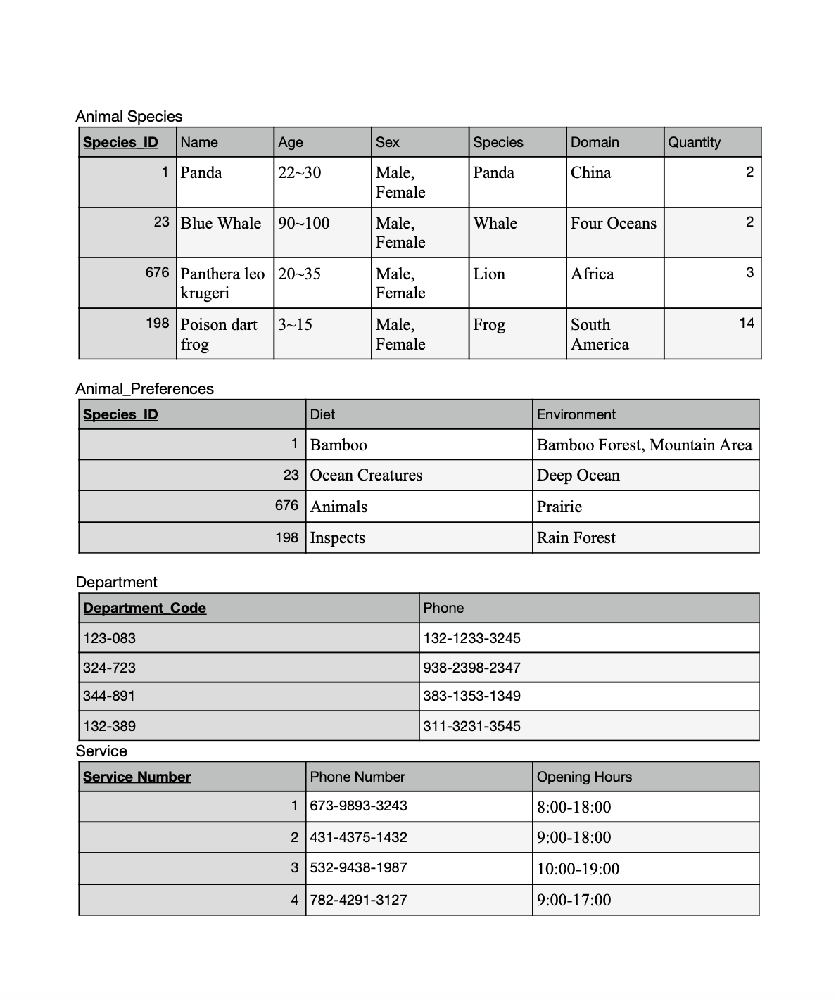 Animal Species
Species_ID Name Age Sex Species Domain Quantity
1 Panda 22~30 Male, Panda China 2
Female
23 Blue Whale 90~100 Male, Whale Four Oceans 2
Female
676 Panthera leo 20~35 Male, Lion Africa 3
krugeri Female
198 Poison dart 3~15 Male, Frog South 14
frog Female America
Animal_Preferences
Species_ID Diet Environment
1 Bamboo Bamboo Forest, Mountain Area
23 Ocean Creatures Deep Ocean
676 Animals Prairie
198 Inspects Rain Forest
Department
Department_Code Phone
123-083 132-1233-3245
324-723 938-2398-2347
344-891 383-1353-1349
132-389 311-3231-3545
Service
Service Number Phone Number Opening Hours
1 673-9893-3243 8:00-18:00
2 431-4375-1432 9:00-18:00
3 532-9438-1987 10:00-19:00
4 782-4291-3127 9:00-17:00